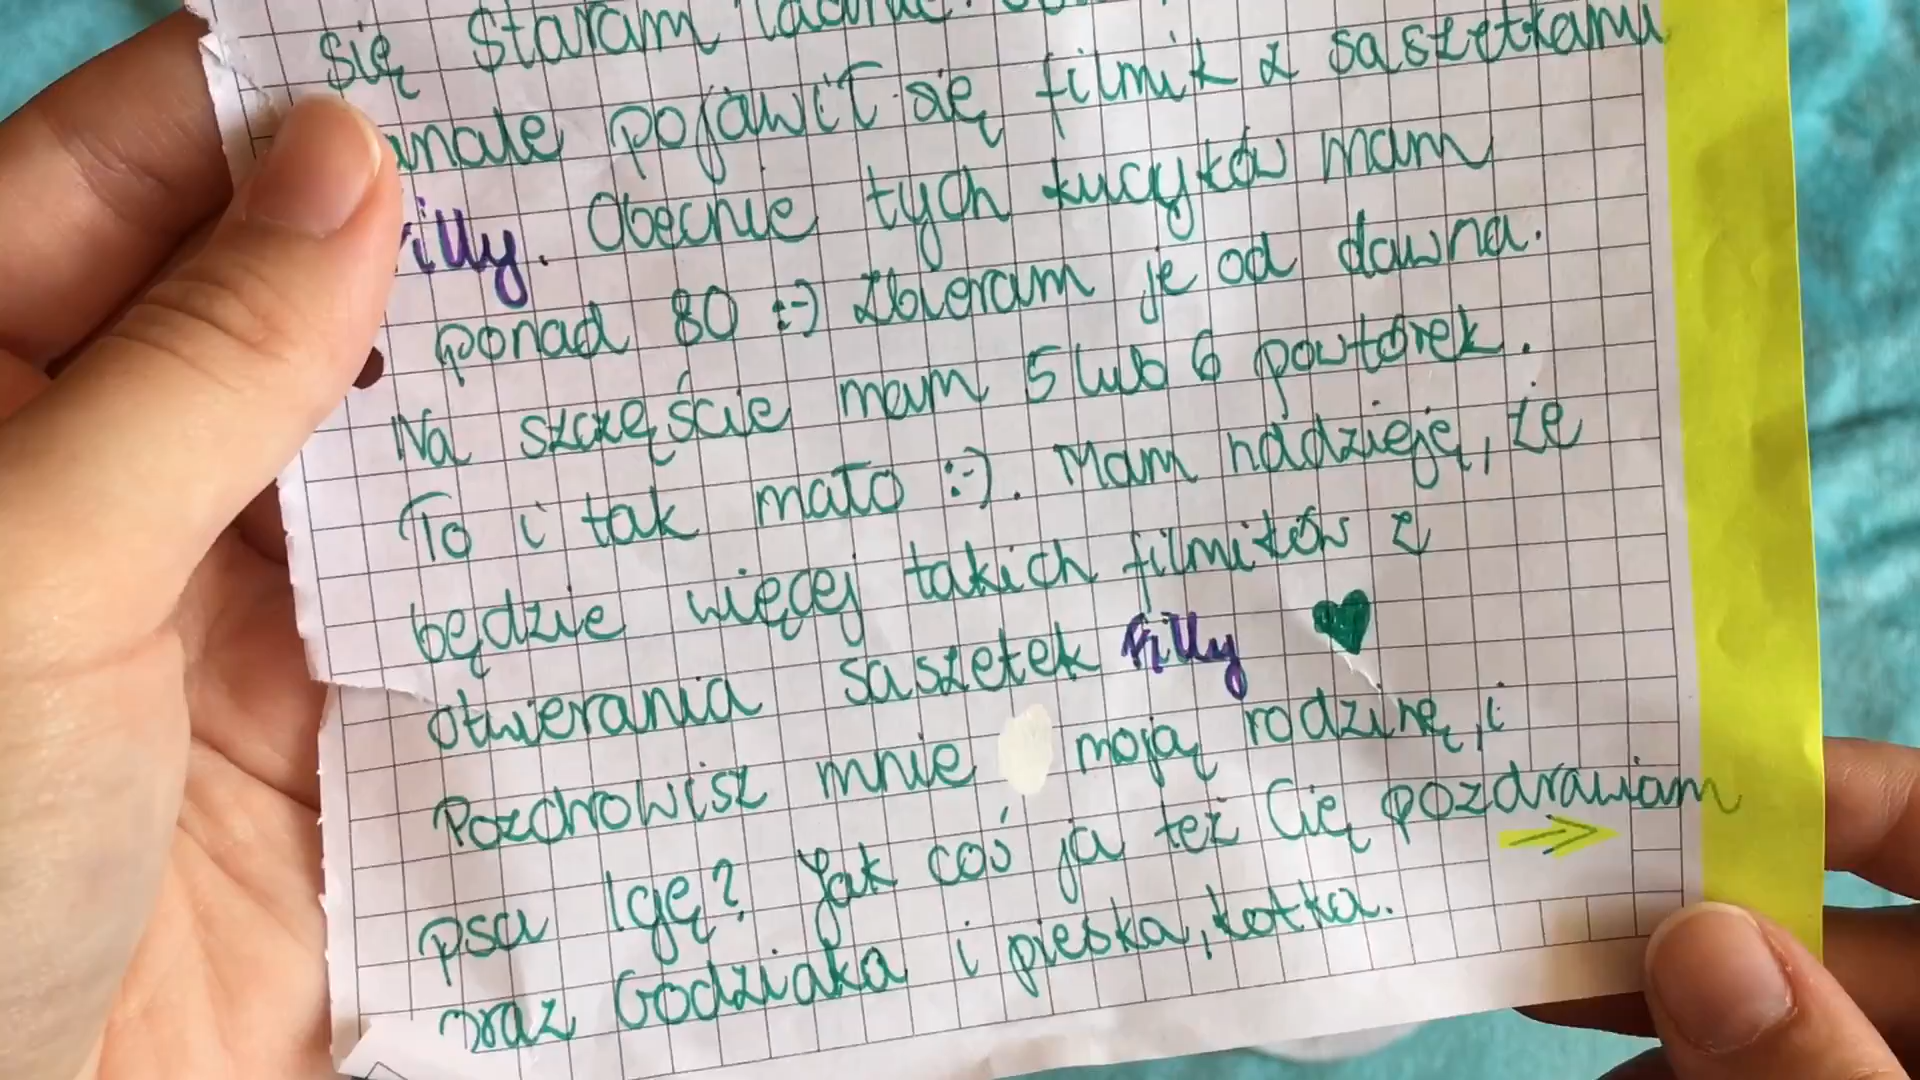 się staram ładnie.
kanale pojawił się filmik z saszetkami
Filly. Obecnie tych kucyków mam
ponad 80 :-) Zbieram je od dawna.
Na szczęście mam 5 lub 6 powtórek.
To i tak mało :-). Mam nadzieję, że
będzie więcej takich filmików z
otwierania saszetek Filly
Pozdrowisz mnie moją rodzinę, i
psa Igę? Jak coś ja też Cię pozdrawiam
oraz Godziaka i pieska, kotka.